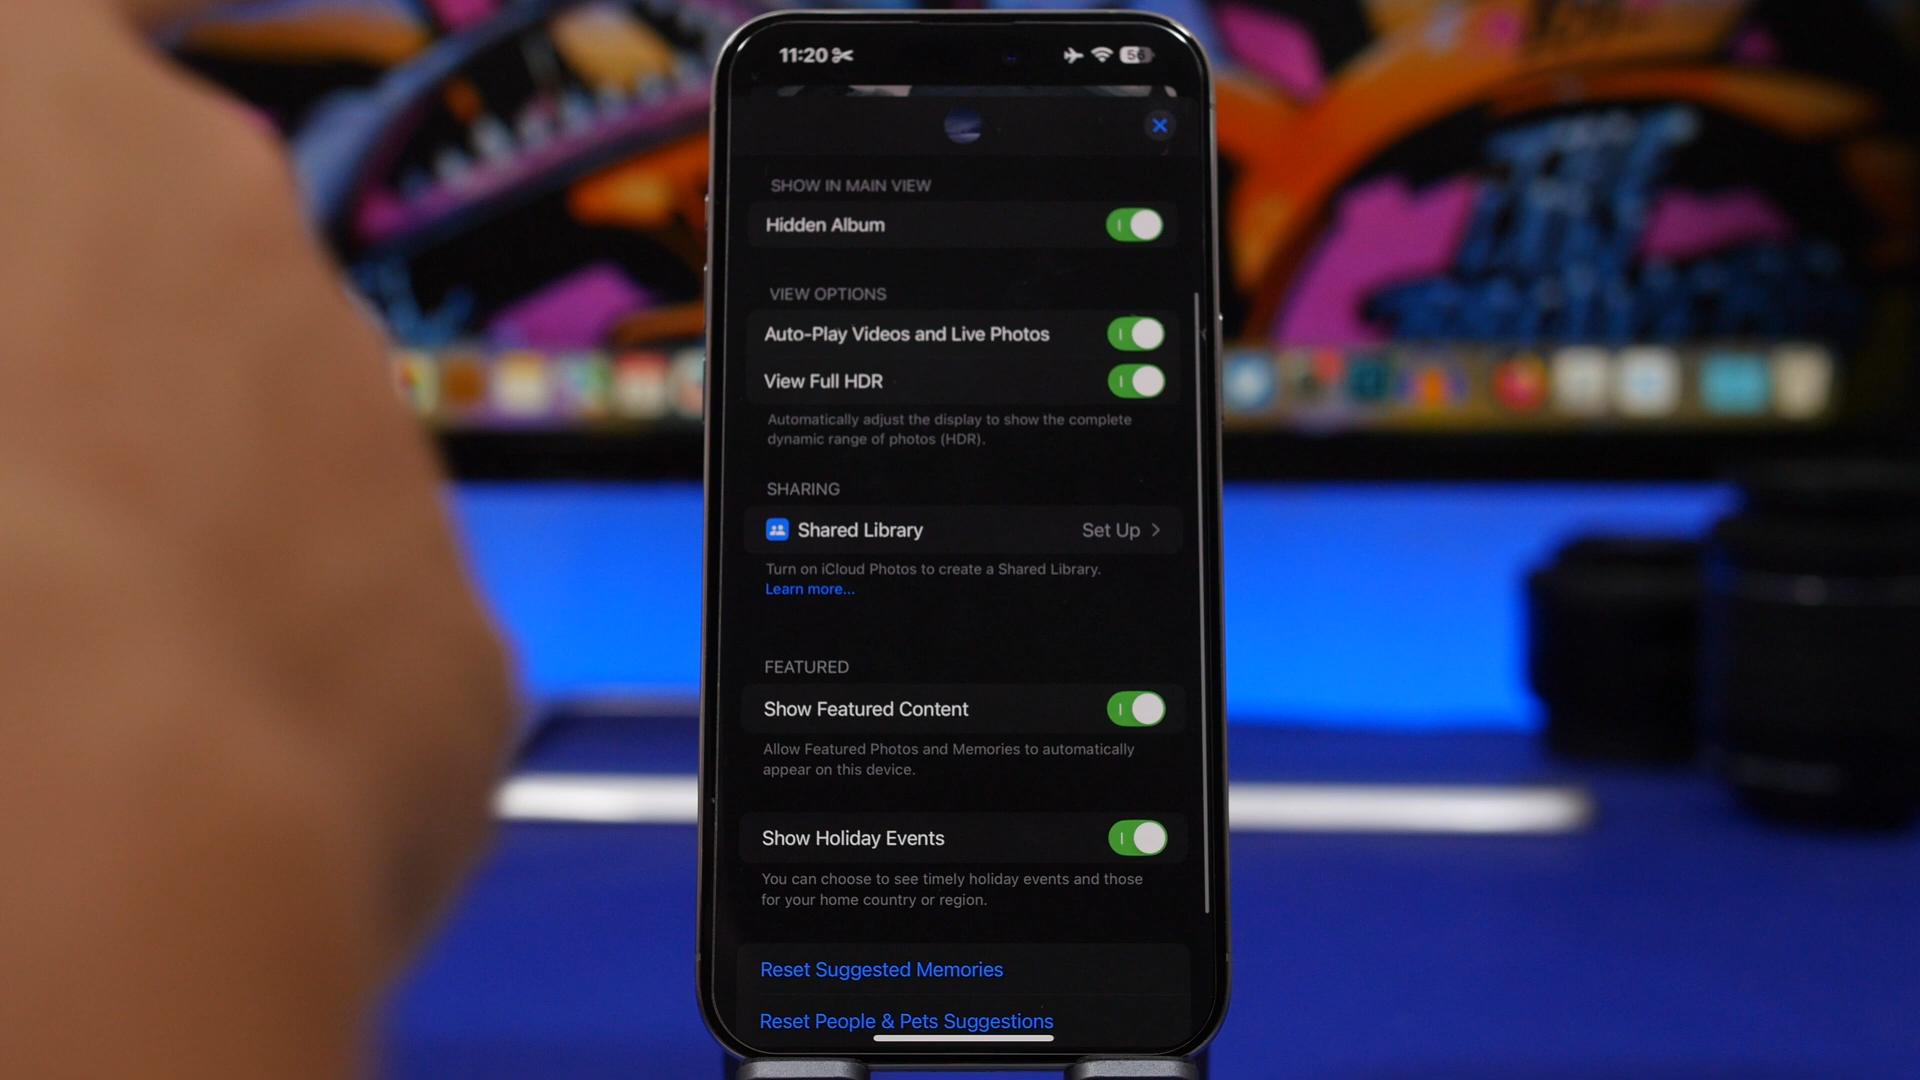 11:20
56
SHOW IN MAIN VIEW
Hidden Album
VIEW OPTIONS
Auto-Play Videos and Live Photos
View Full HDR
Automatically adjust the display to show the complete
dynamic range of photos (HDR).
SHARING
Shared Library
Set Up
Turn on iCloud Photos to create a Shared Library.
Learn more...
FEATURED
Show Featured Content
Allow Featured Photos and Memories to automatically
appear on this device.
Show Holiday Events
You can choose to see timely holiday events and those
for your home country or region.
Reset Suggested Memories
Reset People & Pets Suggestions